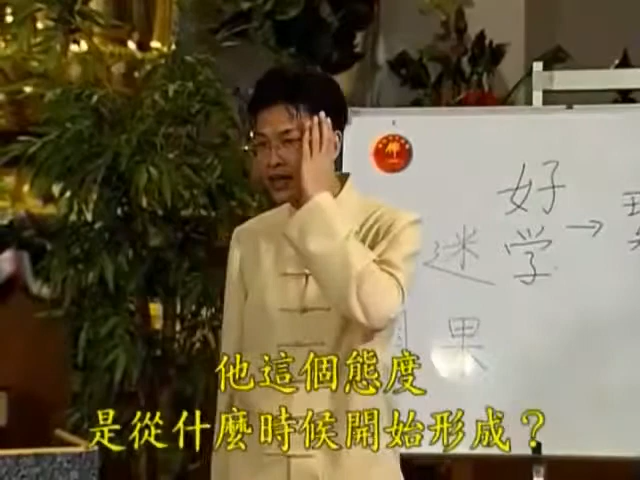 好
迷学→
果
他這個態度
是從什麼時候開始形成？